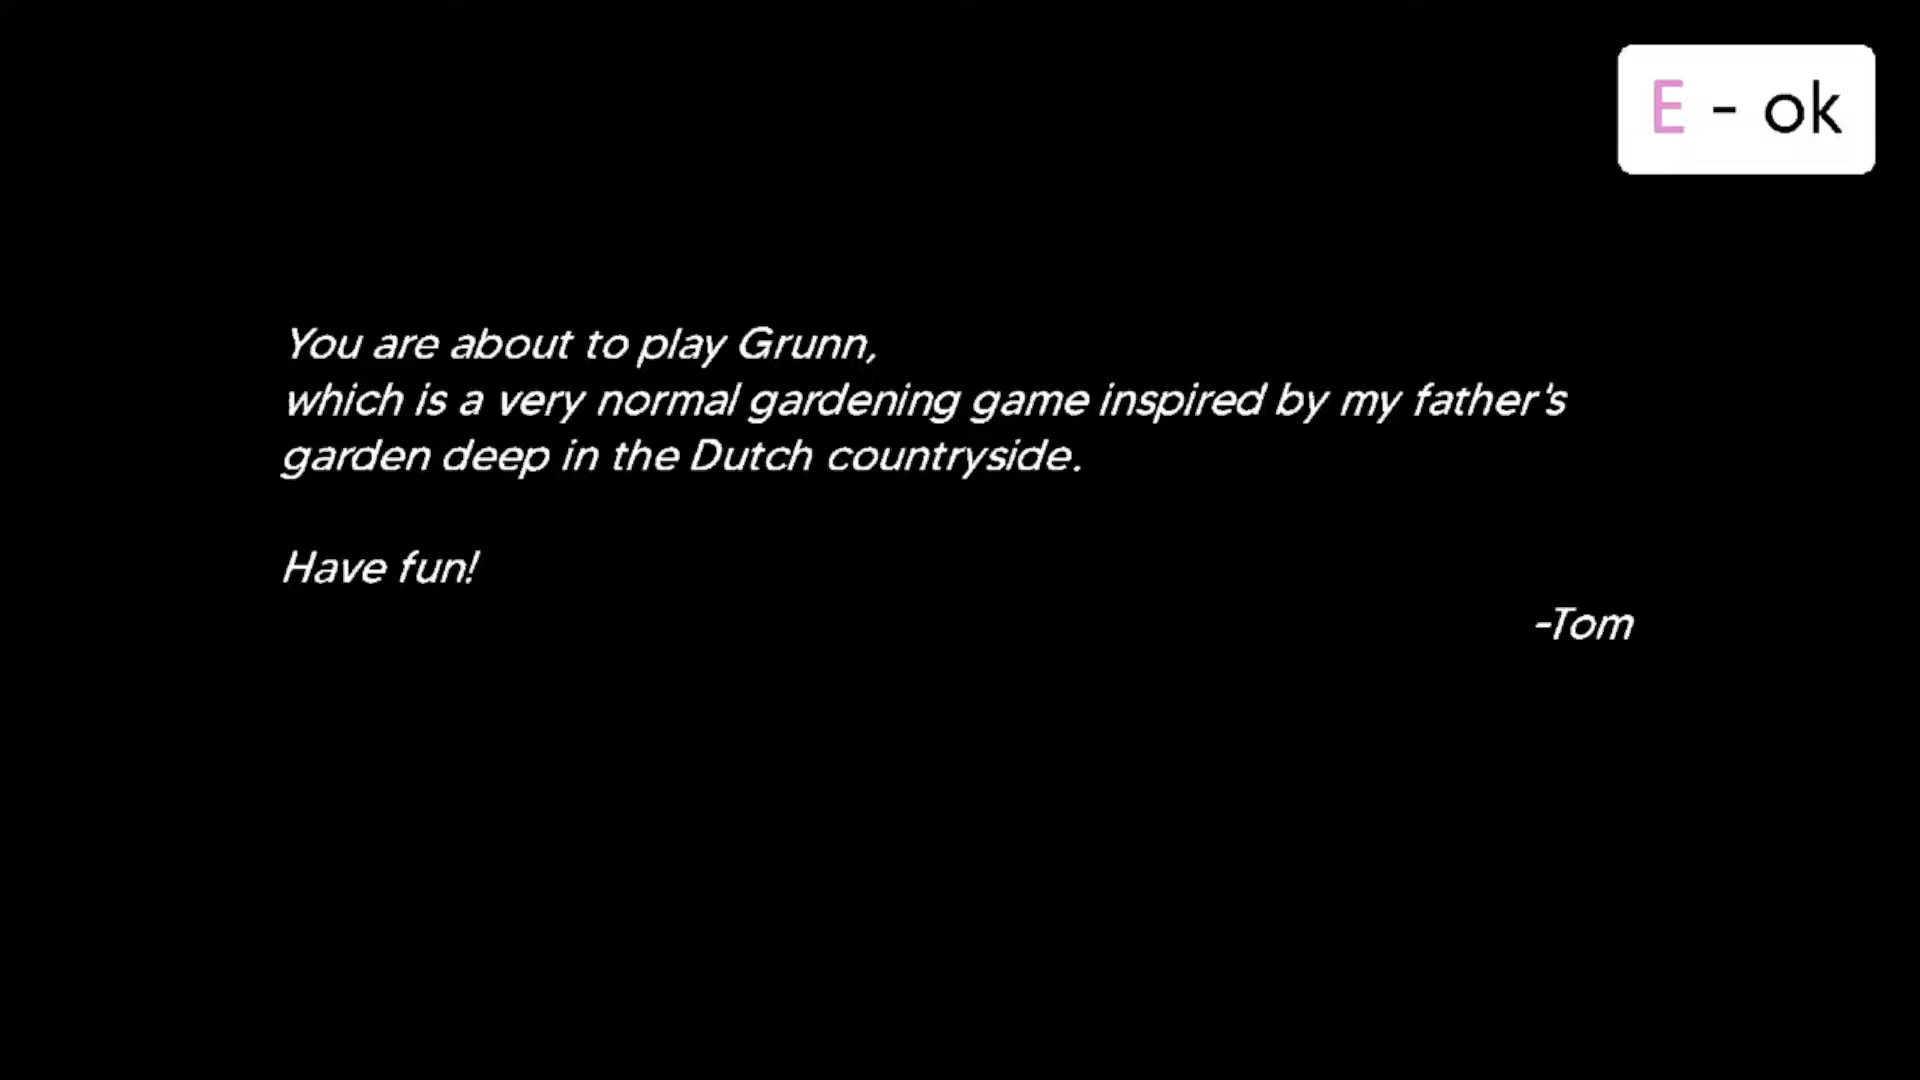 E - ok
You are about to play Grunn,
which is a very normal gardening game inspired by my father's
garden deep in the Dutch countryside.
Have fun!
-Tom